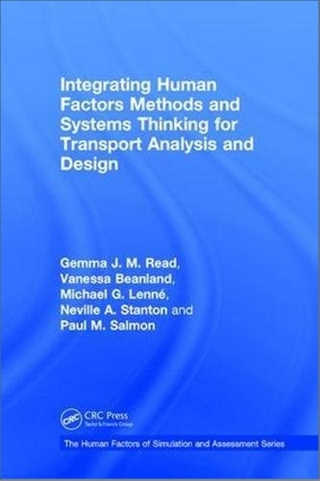 Integrating Human
Factors Methods and
Systems Thinking for
Transport Analysis and
Design
Gemma J. M. Read,
Vanessa Beanland,
Michael G. Lenné,
Neville A. Stanton and
Paul M. Salmon
CRC Press
Taylor & Francis Group
The Human Factors of Simulation and Assessment Series